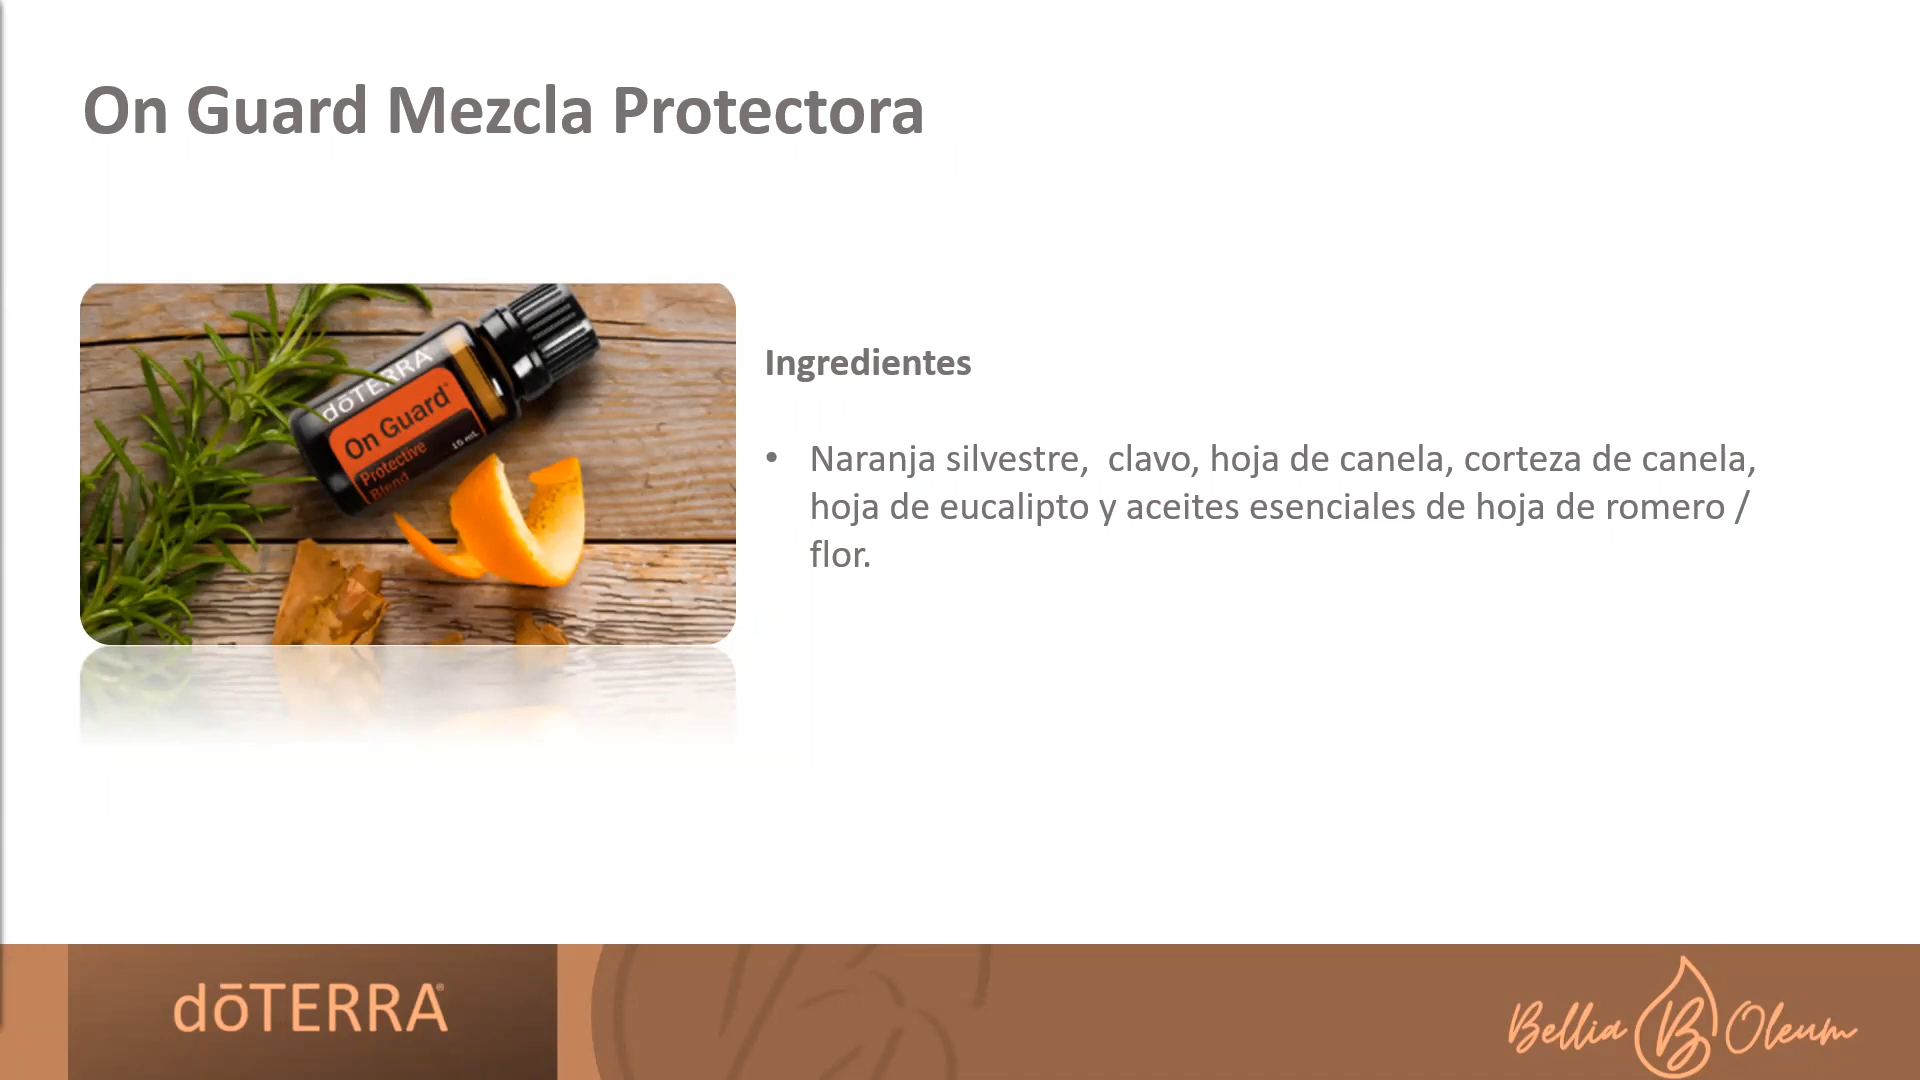 On Guard Mezcla Protectora
dōTERRA
On Guard
Protective
Blend
15 mL
Ingredientes
• Naranja silvestre,  clavo, hoja de canela, corteza de canela,
hoja de eucalipto y aceites esenciales de hoja de romero /
flor.
dōTERRA®
Bellia B Oleum